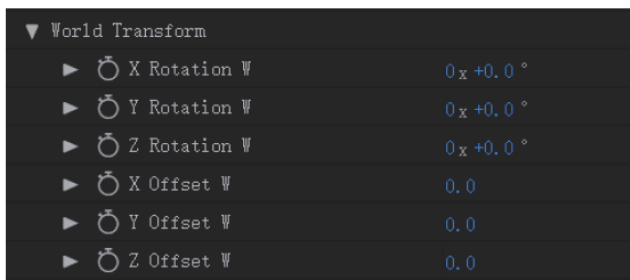 World Transform
X Rotation W 0x+0.0°
Y Rotation W 0x+0.0°
Z Rotation W 0x+0.0°
X Offset W 0.0
Y Offset W 0.0
Z Offset W 0.0